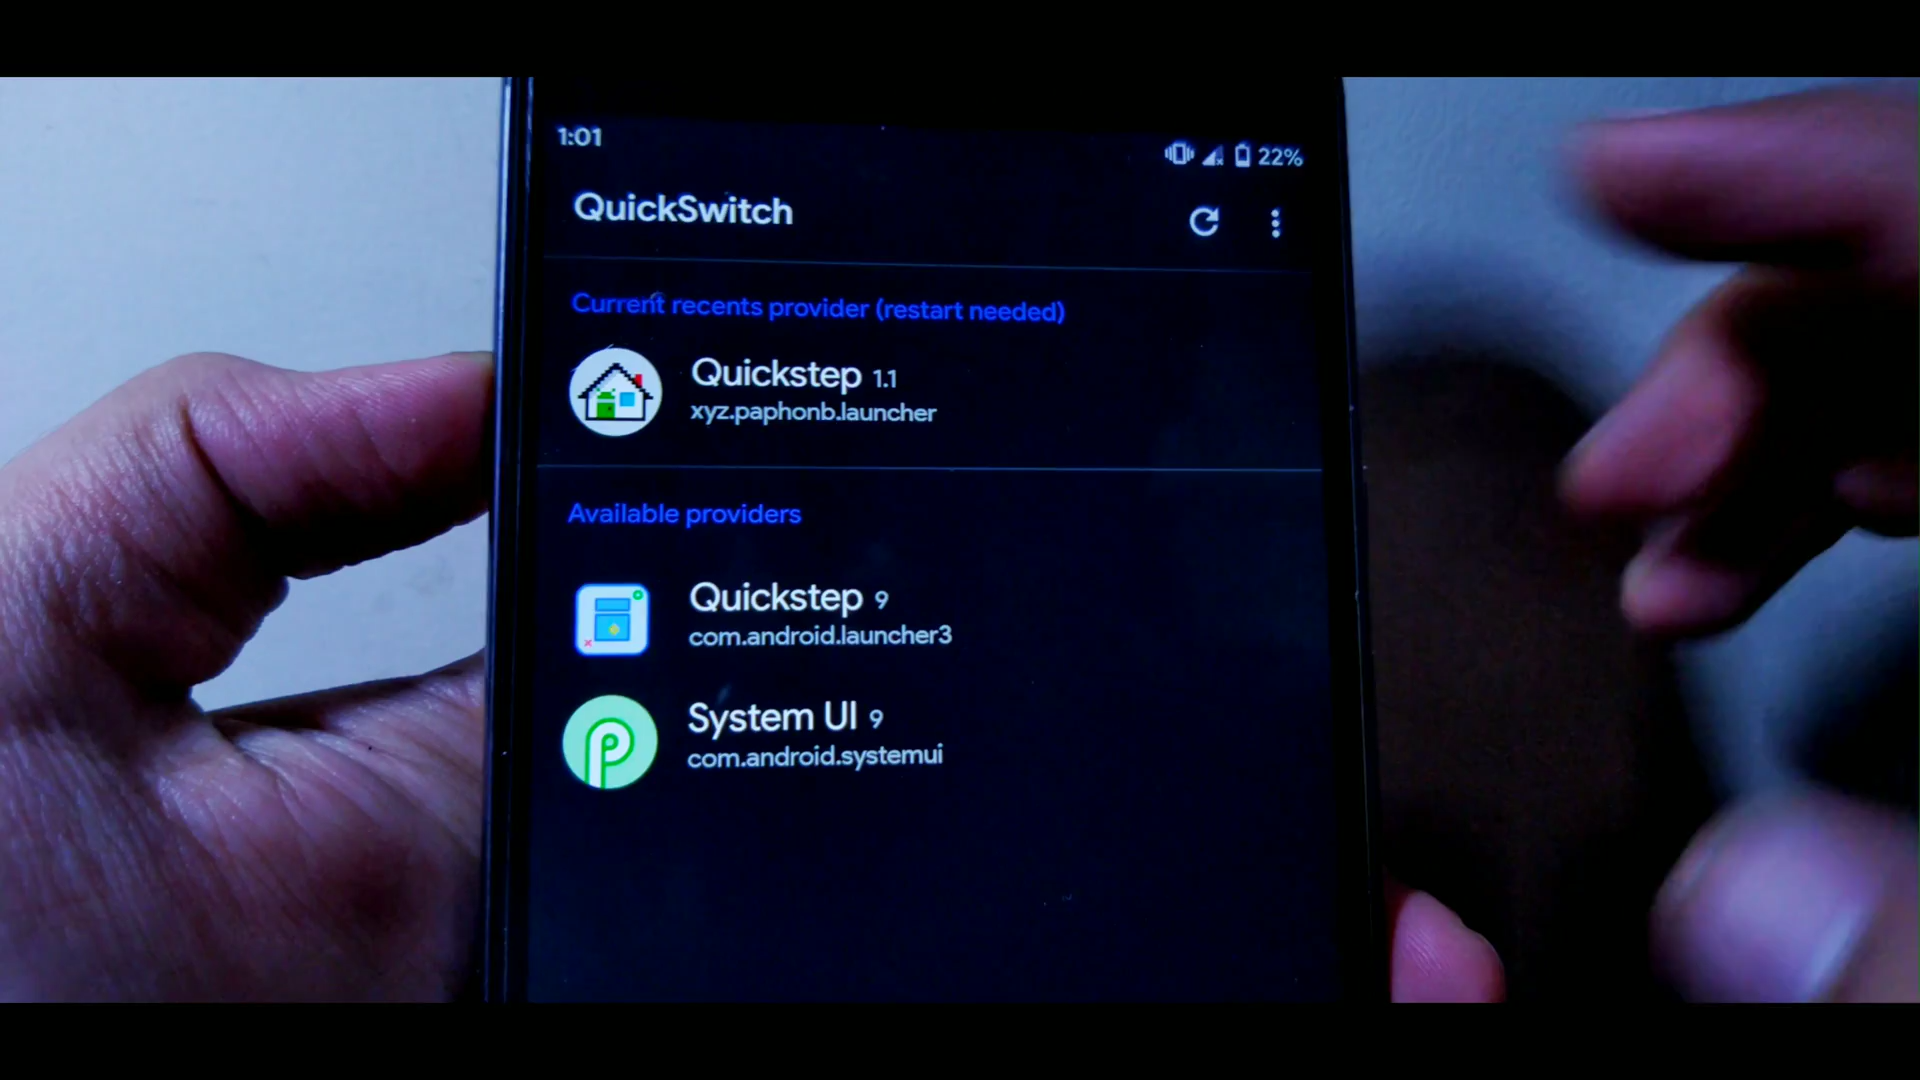 1:01
22%
QuickSwitch
Current recents provider (restart needed)
Quickstep 1.1
xyz.paphonb.launcher
Available providers
Quickstep 9
com.android.launcher3
System UI 9
com.android.systemui